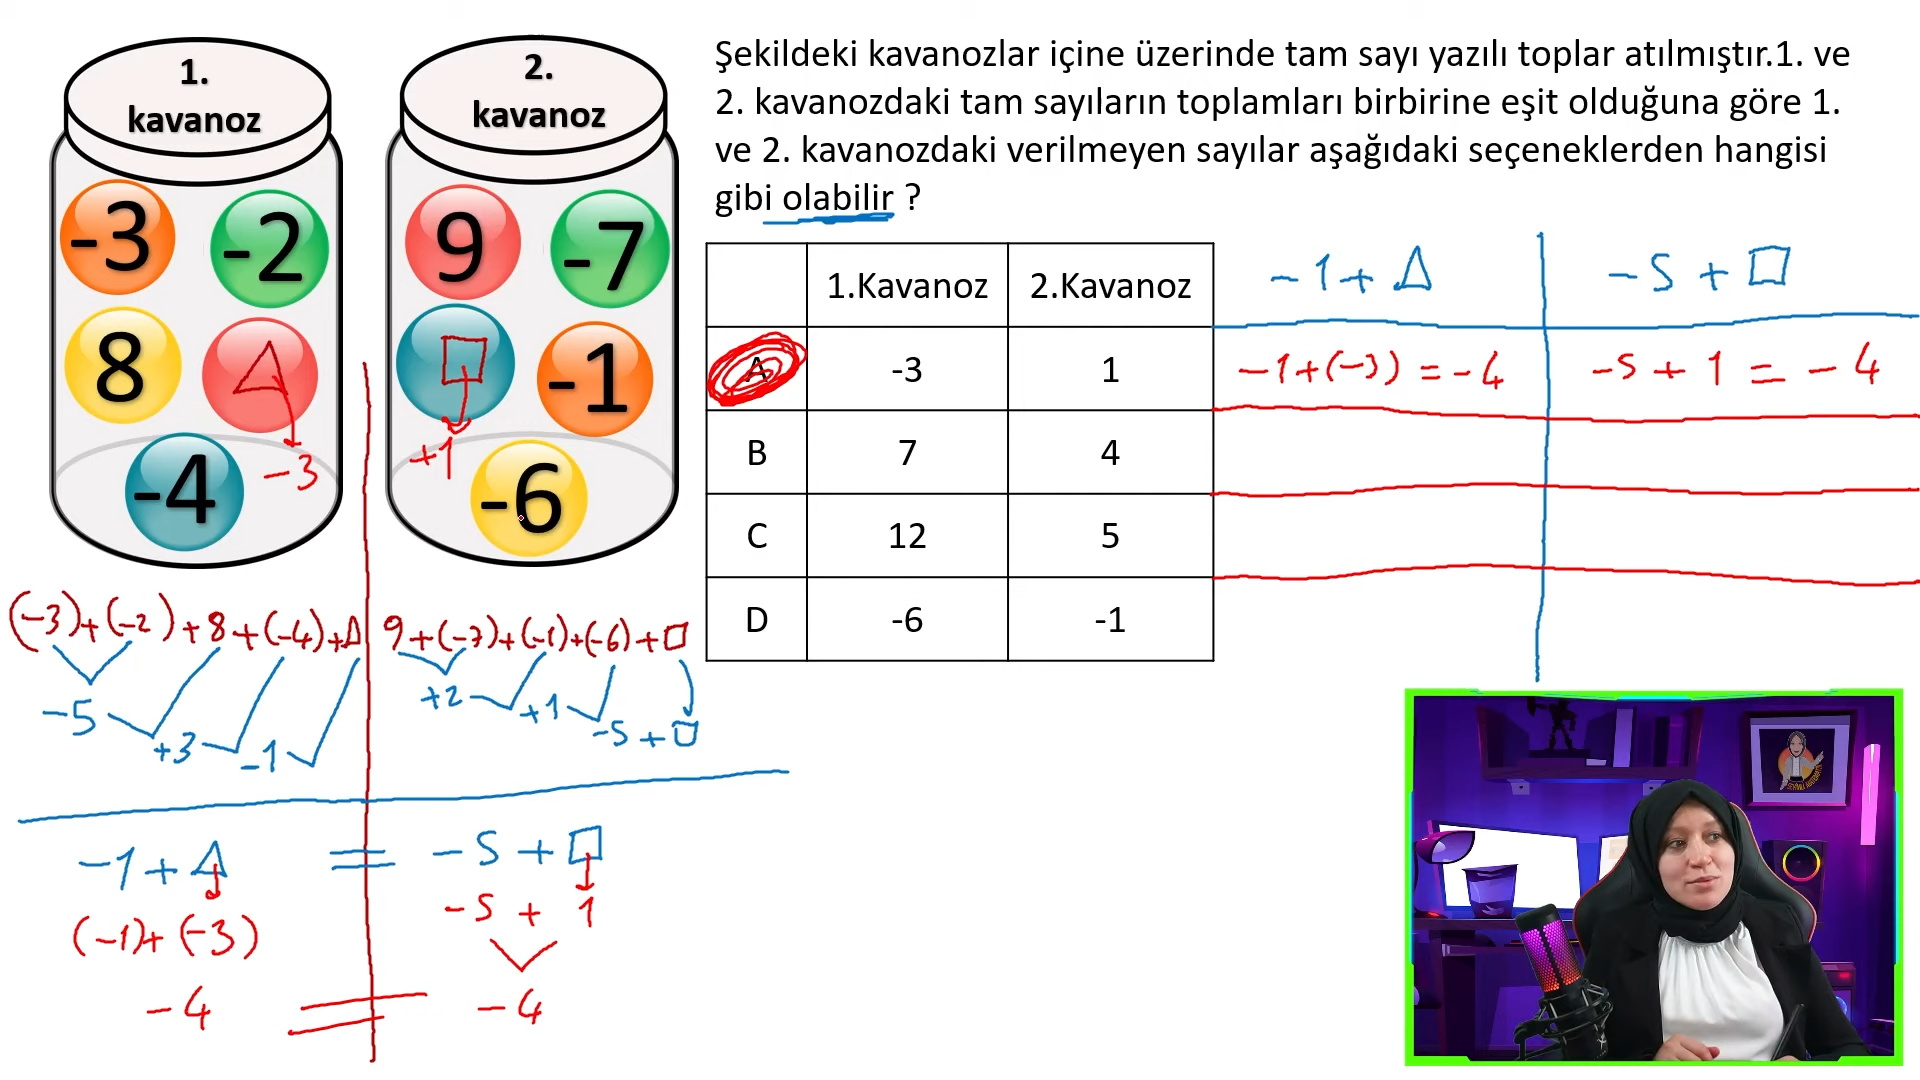 1.
kavanoz
2.
kavanoz
-3
-2
8
Δ
-3
-4
9
-7
□
+1
-1
-6
Şekildeki kavanozlar içine üzerinde tam sayı yazılı toplar atılmıştır.1. ve
2. kavanozdaki tam sayıların toplamları birbirine eşit olduğuna göre 1.
ve 2. kavanozdaki verilmeyen sayılar aşağıdaki seçeneklerden hangisi
gibi olabilir ?
1.Kavanoz 2.Kavanoz
A -3 1
B 7 4
C 12 5
D -6 -1
-1+Δ
-5+□
-1+(-3)=-4
-5+1=-4
(-3)+(-2)+8+(-4)+Δ
-5
+3
-1
9+(-7)+(-1)+(-6)+□
+2
+1
-5+□
-1+Δ = -5+□
(-1)+(-3)
-5+1
-4 = -4